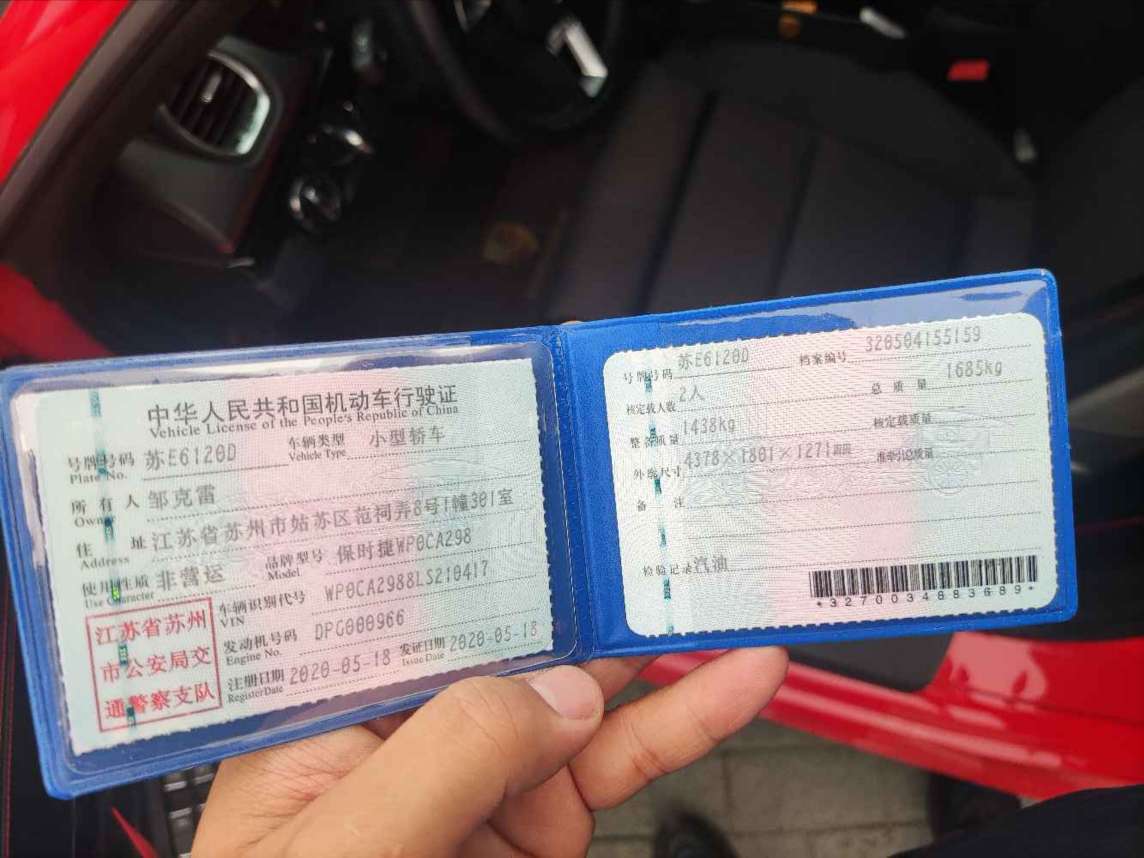 中华人民共和国机动车行驶证
Vehicle License of the People's Republic of China
号牌号码 苏E6120D 车辆类型 小型轿车
Plate No. Vehicle Type
所有人 邹克雷
Owner
住址 江苏省苏州市姑苏区范祠弄8号1幢301室
Address
使用性质 非营运 品牌型号 保时捷WP0CA298
Use Character Model
江苏省苏州
市公安局交
通警察支队
车辆识别代号 WP0CA2988LS210417
VIN
发动机号码 DPG000966
Engine No.
注册日期 2020-05-18 发证日期 2020-05-18
Register Date Issue Date
号牌号码 苏E6120D 档案编号 320504155159
核定载人数 2人 总质量 1685kg
整备质量 1438kg 核定载质量
外廓尺寸 4378×1801×1271mm 准牵引总质量
备注
检验记录 汽油
*3270034883689*